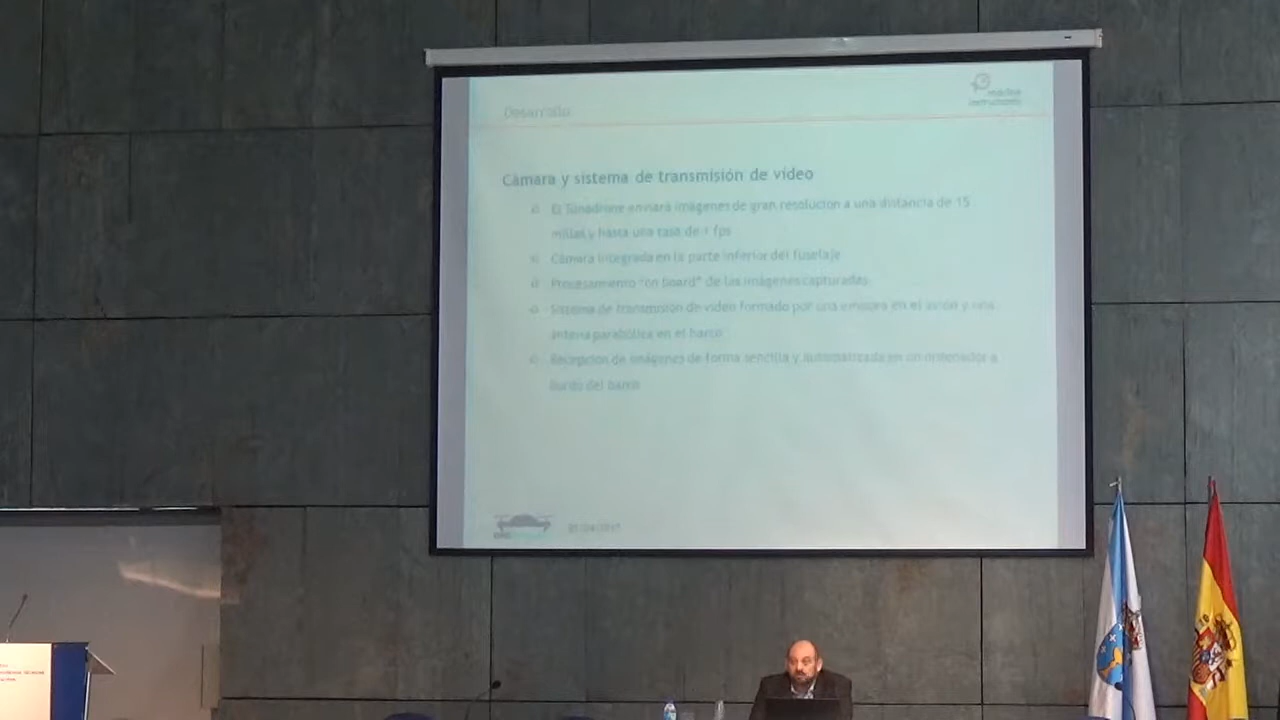 Desarrollo
marine
instruments
Cámara y sistema de transmisión de vídeo
El Tunadrone enviará imágenes de gran resolución a una distancia de 15
millas y hasta una tasa de 1 fps
Cámara integrada en la parte inferior del fuselaje
Procesamiento "on board" de las imágenes capturadas
Sistema de transmisión de video formado por una emisora en el avión y una
antena parabólica en el barco
Recepción de imágenes de forma sencilla y automatizada en un ordenador a
bordo del barco